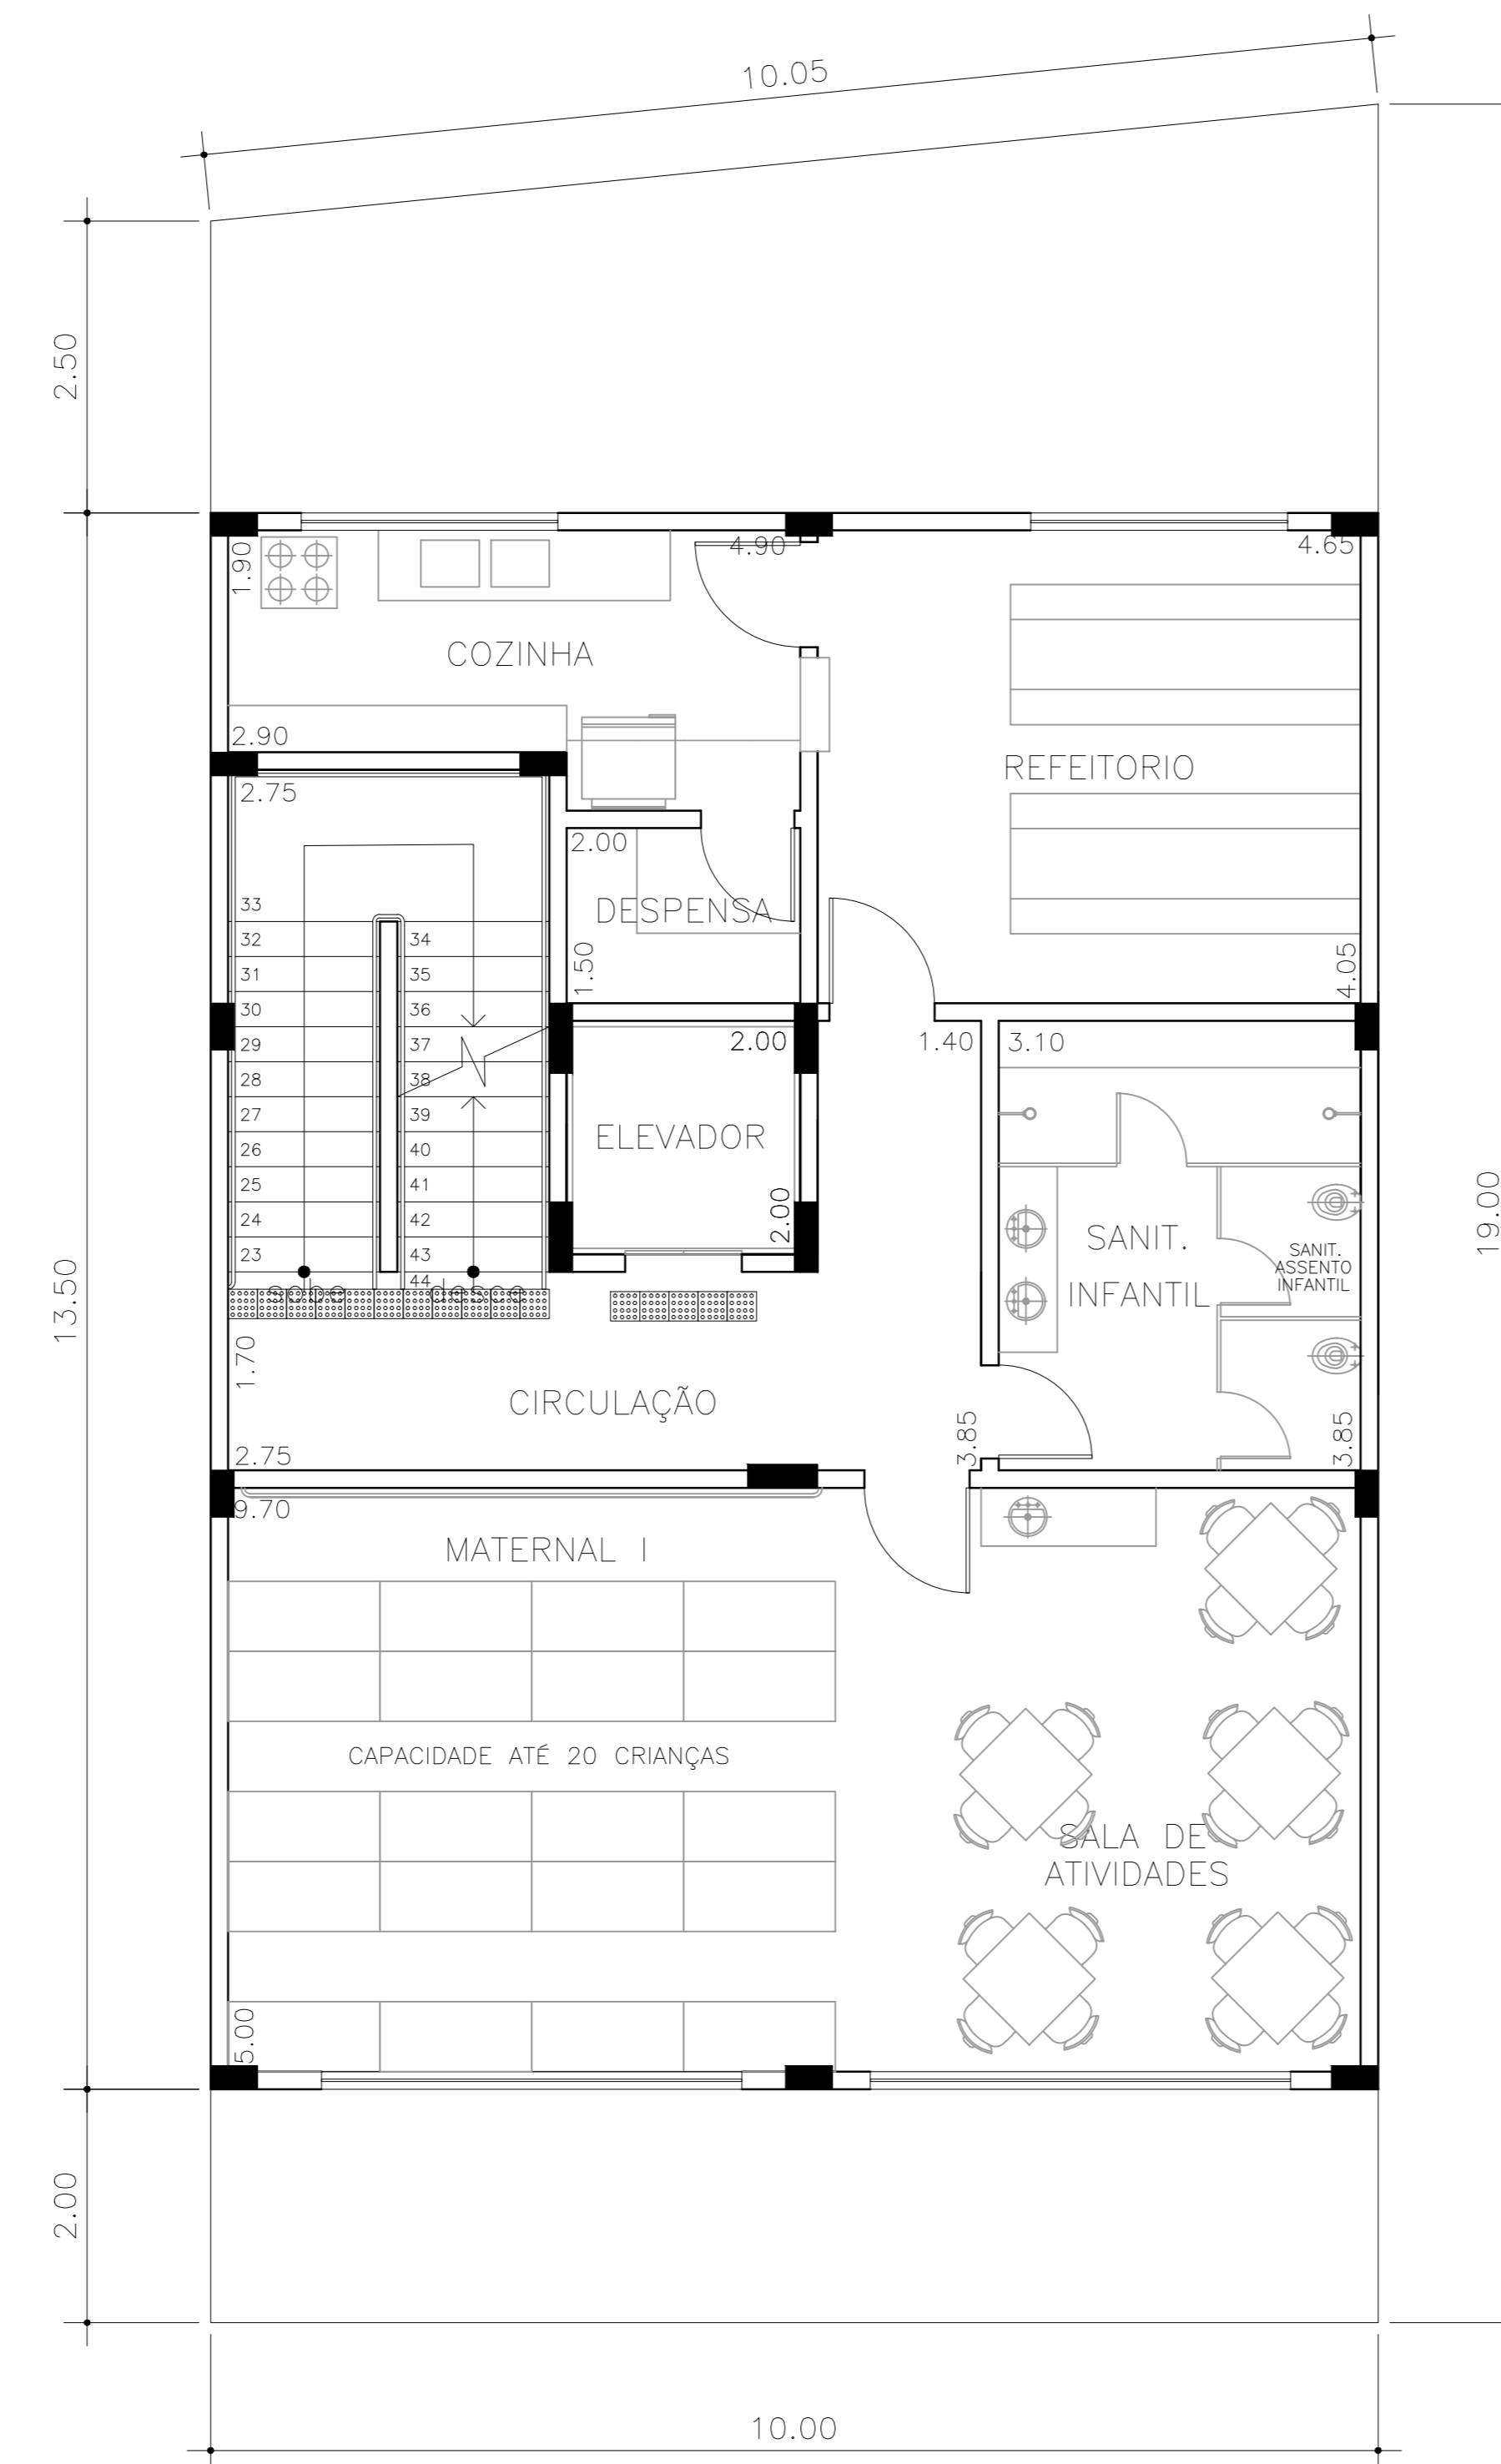 10.05
2.50
1.90
4.90
4.65
COZINHA
2.90
REFEITORIO
2.75
2.00
33
DESPENSA
32
34
31
35
1.50
4.05
30
36
29
37
2.00
1.40
3.10
28
38
27
39
26
40
ELEVADOR
25
41
2.00
19.00
24
42
SANIT.
INFANTIL
SANIT.
ASSENTO
INFANTIL
23
43
44
sobe
desce
13.50
1.70
CIRCULAÇÃO
3.85
3.85
2.75
9.70
MATERNAL I
CAPACIDADE ATÉ 20 CRIANÇAS
SALA DE
ATIVIDADES
5.00
2.00
10.00